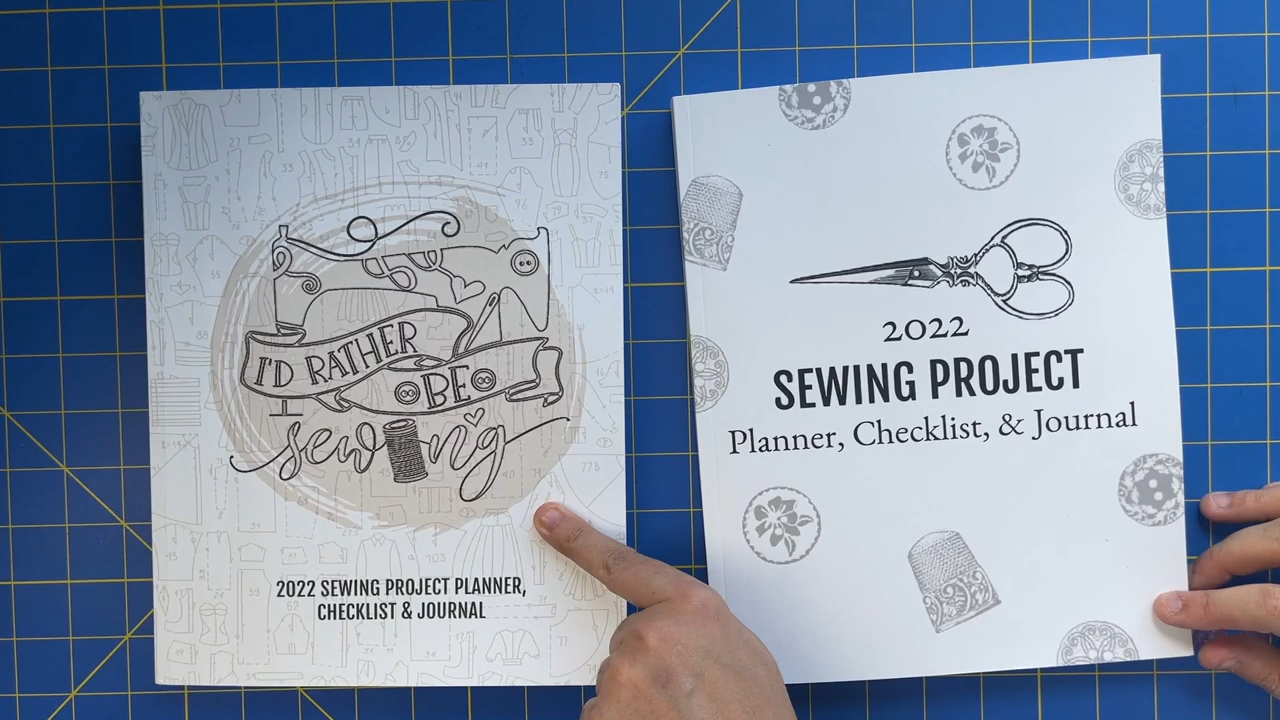 I'D RATHER
BE
sewing
2022 SEWING PROJECT PLANNER,
CHECKLIST & JOURNAL
2022
SEWING PROJECT
Planner, Checklist, & Journal